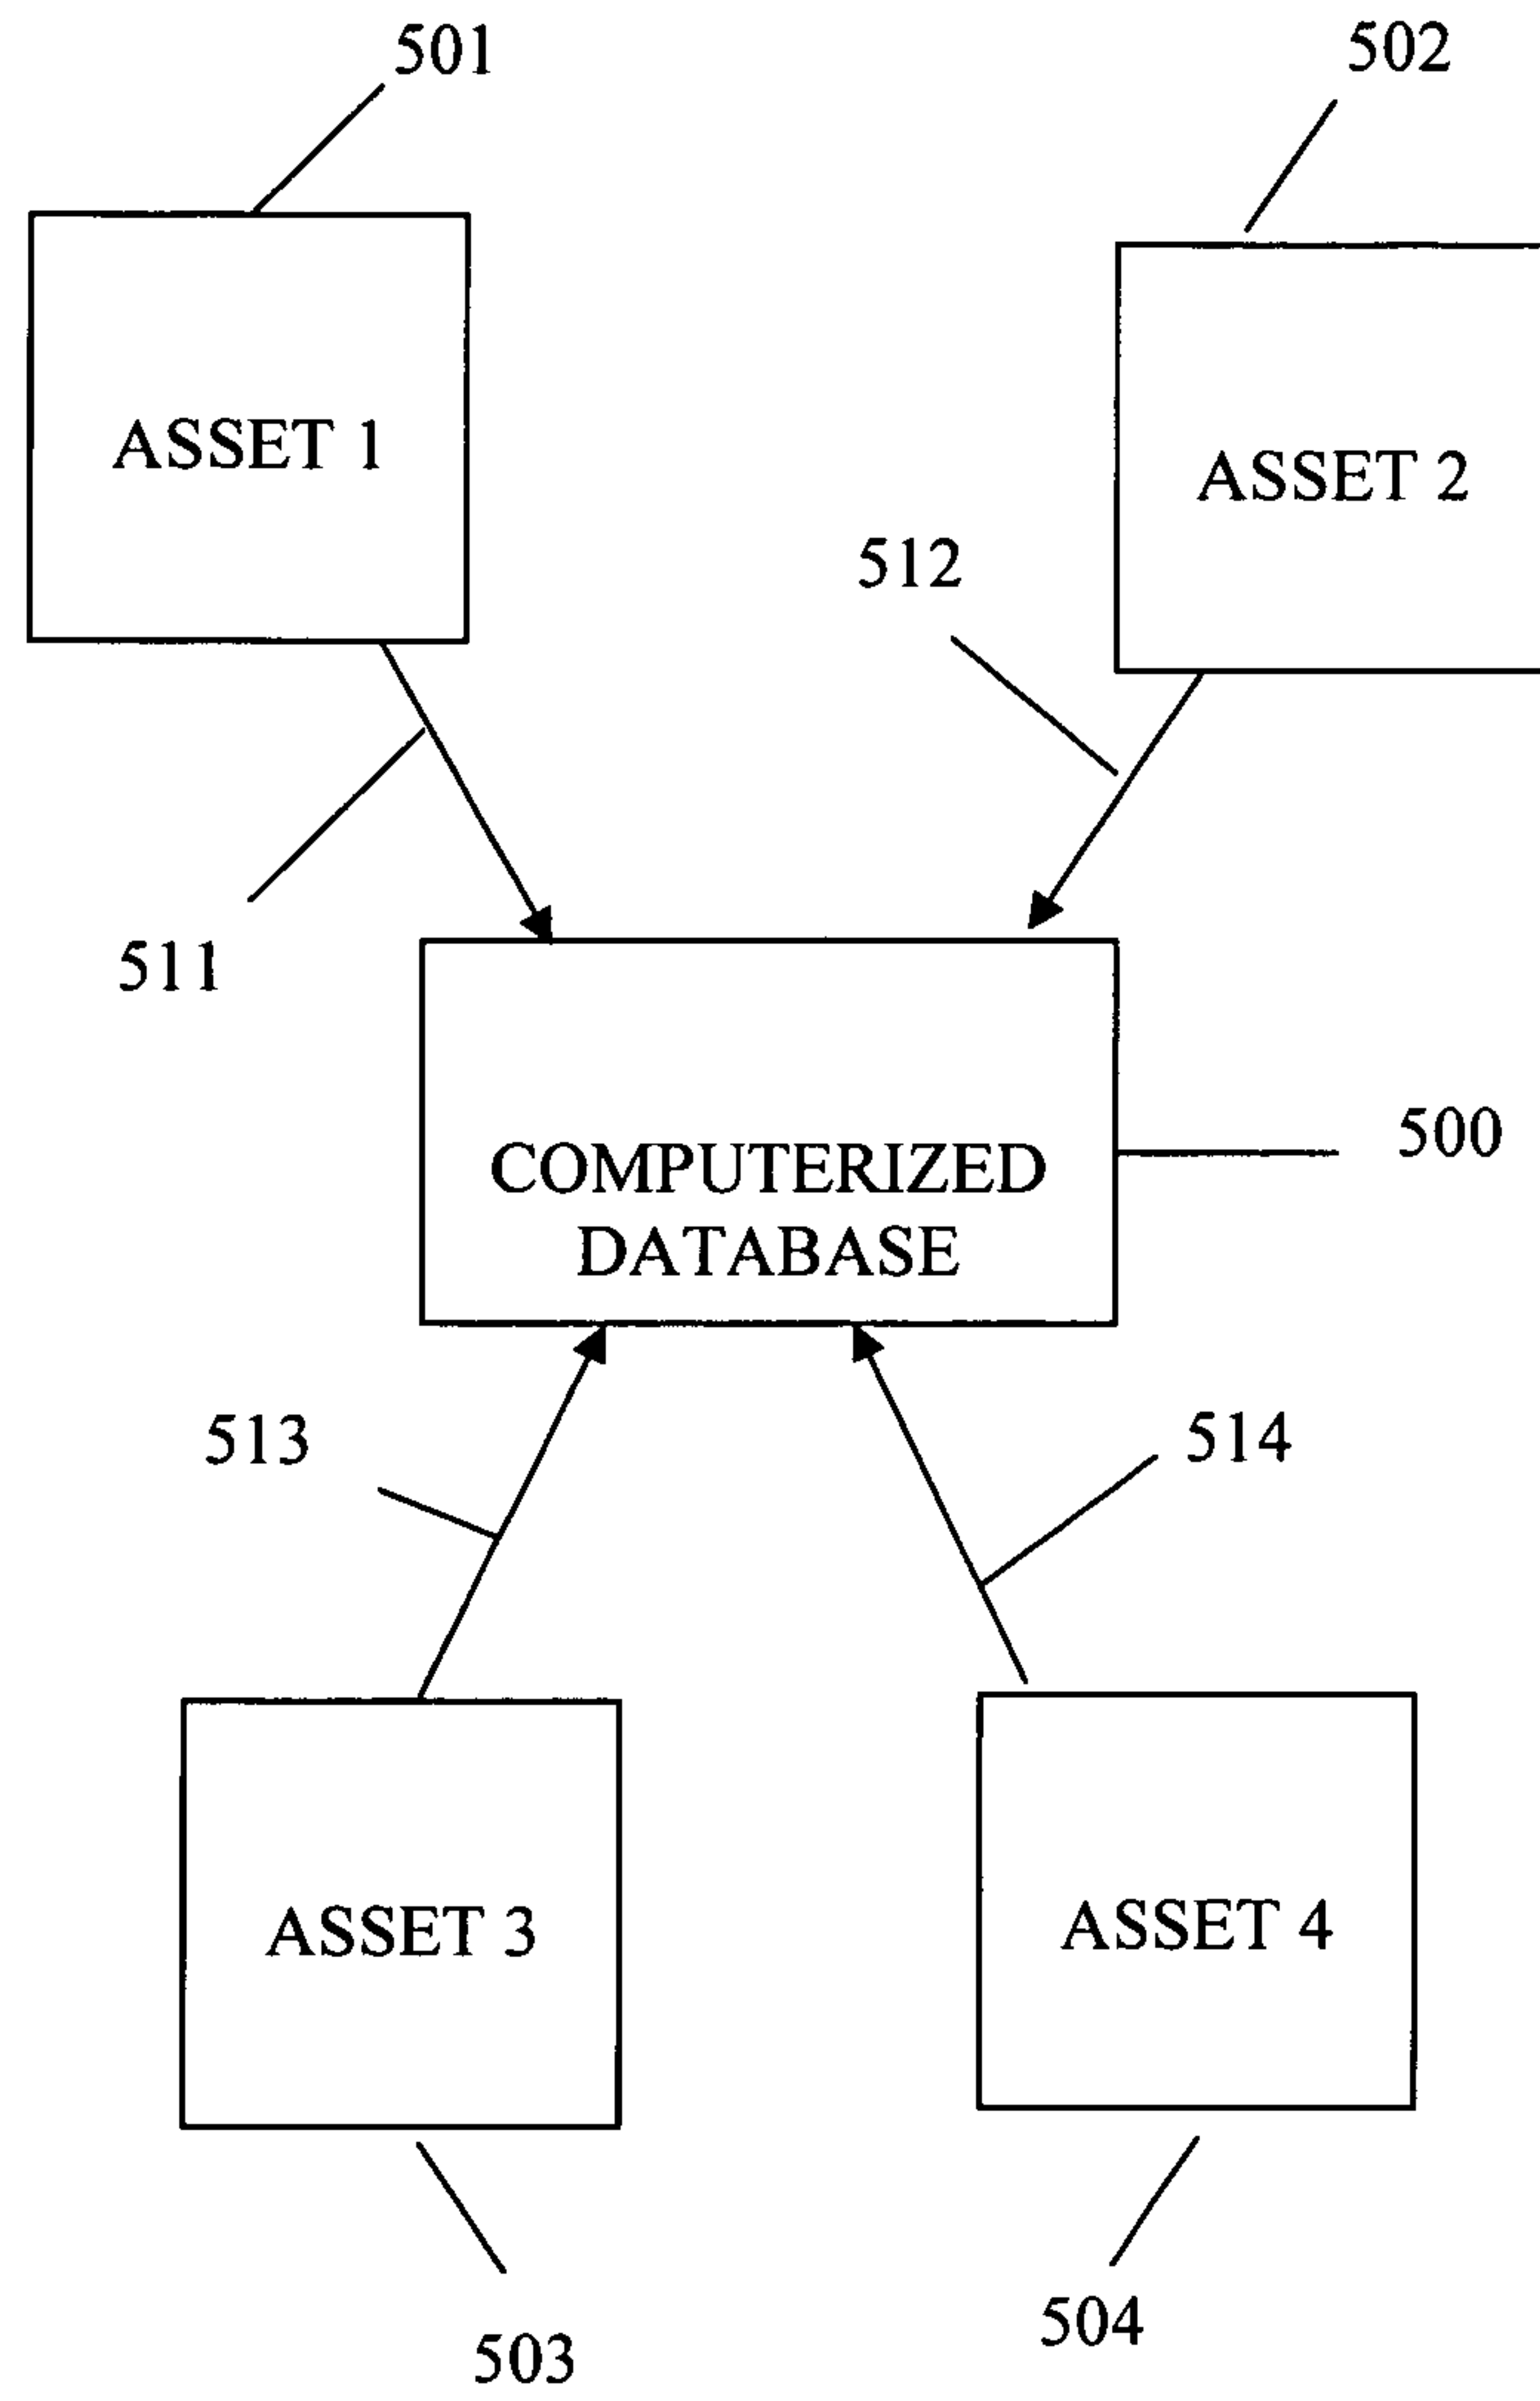 501
502
ASSET 1
ASSET 2
512
511
500
COMPUTERIZED
DATABASE
513
514
ASSET 3
ASSET 4
503
504